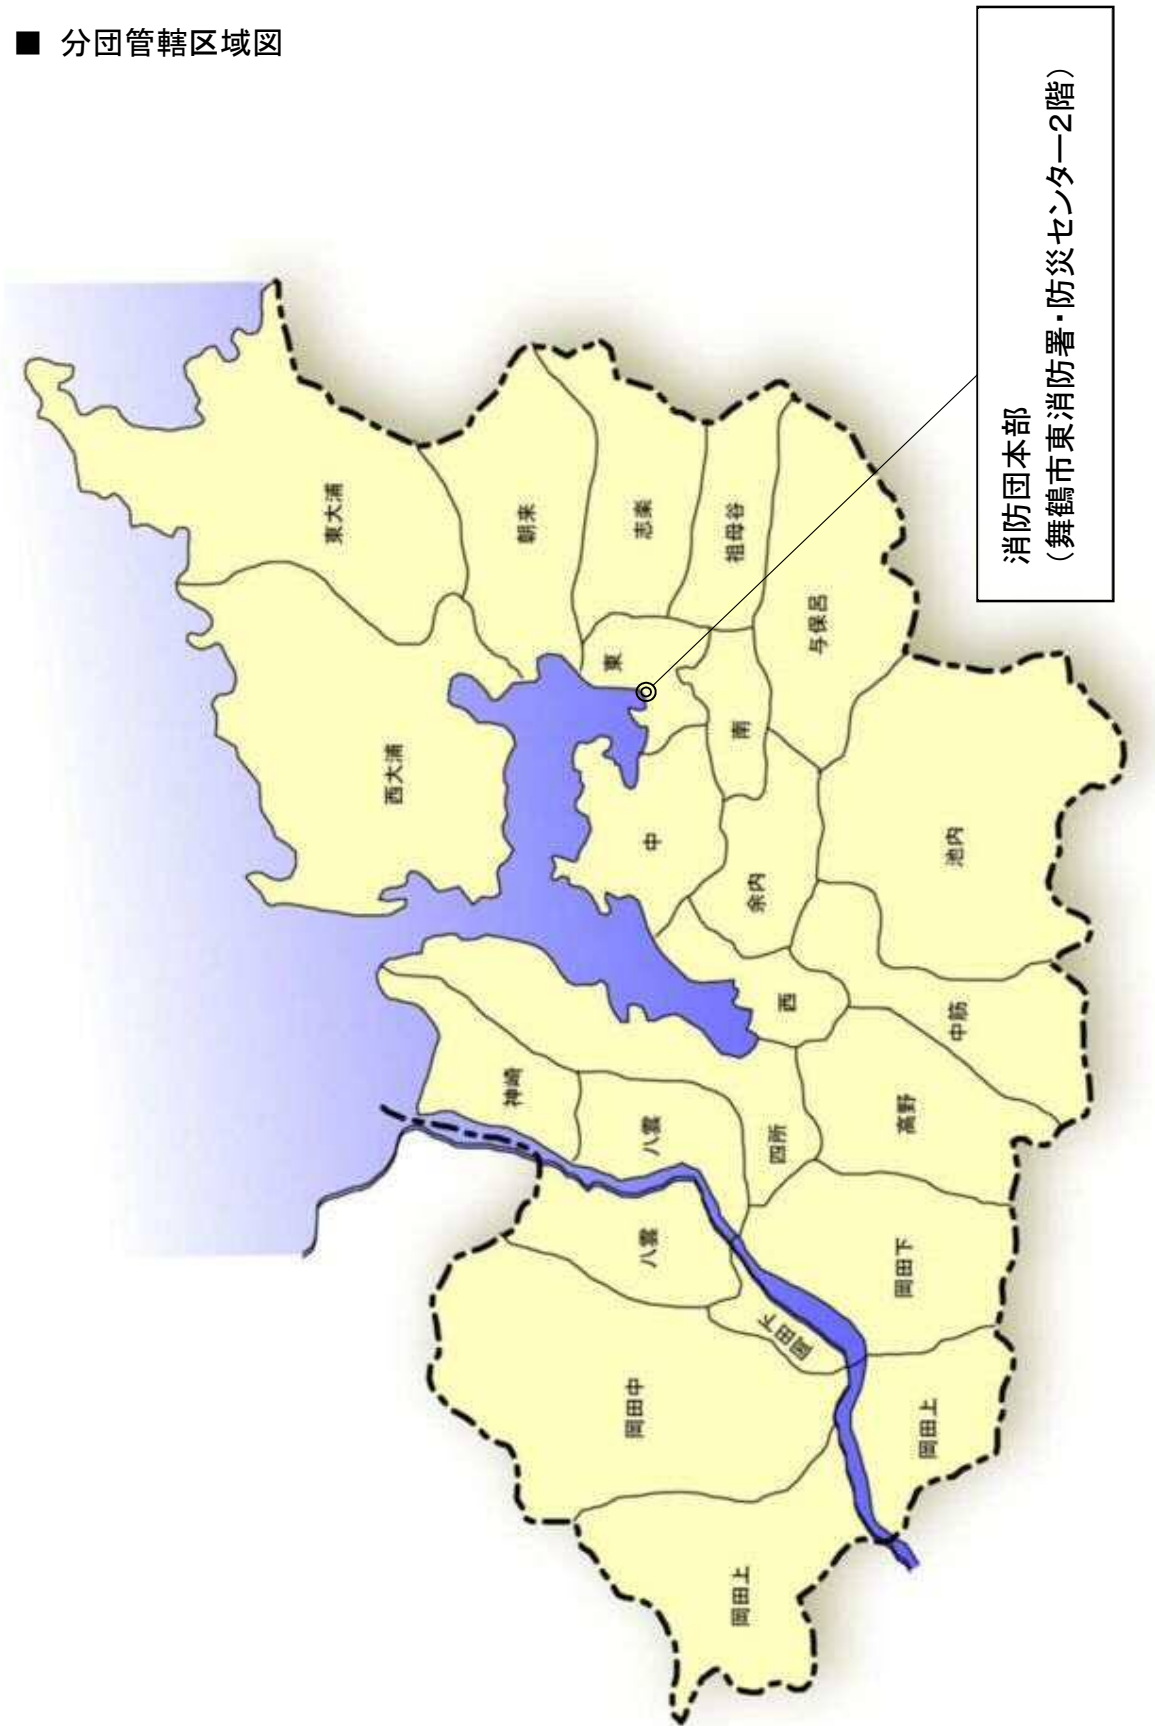 ■ 分団管轄区域図
消防団本部
（舞鶴市東消防署・防災センター2階）
東大浦
朝来
志楽
祖母谷
与保呂
東
南
西大浦
中
余内
池内
西
中筋
神崎
八雲
四所
高野
八雲
岡田下
岡田下
岡田中
岡田上
岡田上